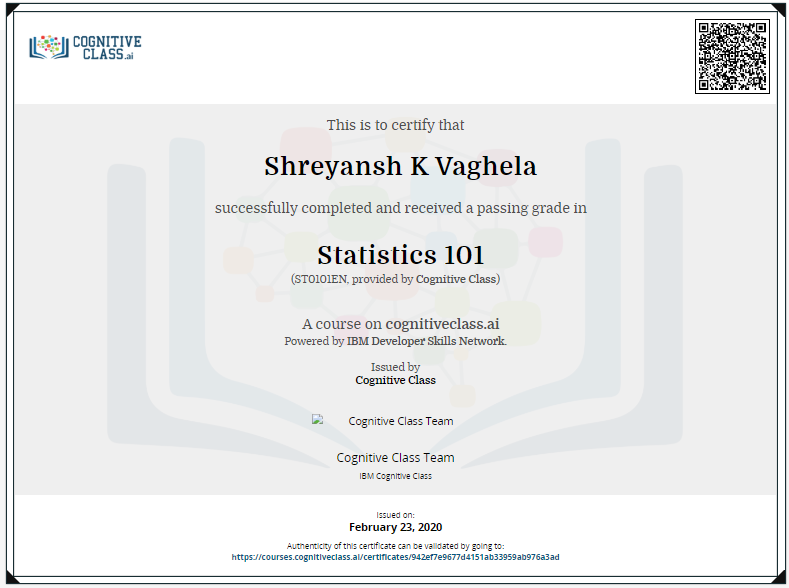 COGNITIVE
CLASS.ai
This is to certify that
Shreyansh K Vaghela
successfully completed and received a passing grade in
Statistics 101
(ST0101EN, provided by Cognitive Class)
A course on cognitiveclass.ai
Powered by IBM Developer Skills Network.
Issued by
Cognitive Class
Cognitive Class Team
Cognitive Class Team
IBM Cognitive Class
Issued on:
February 23, 2020
Authenticity of this certificate can be validated by going to:
https://courses.cognitiveclass.ai/certificates/942ef7e9677d4151ab33959ab976a3ad